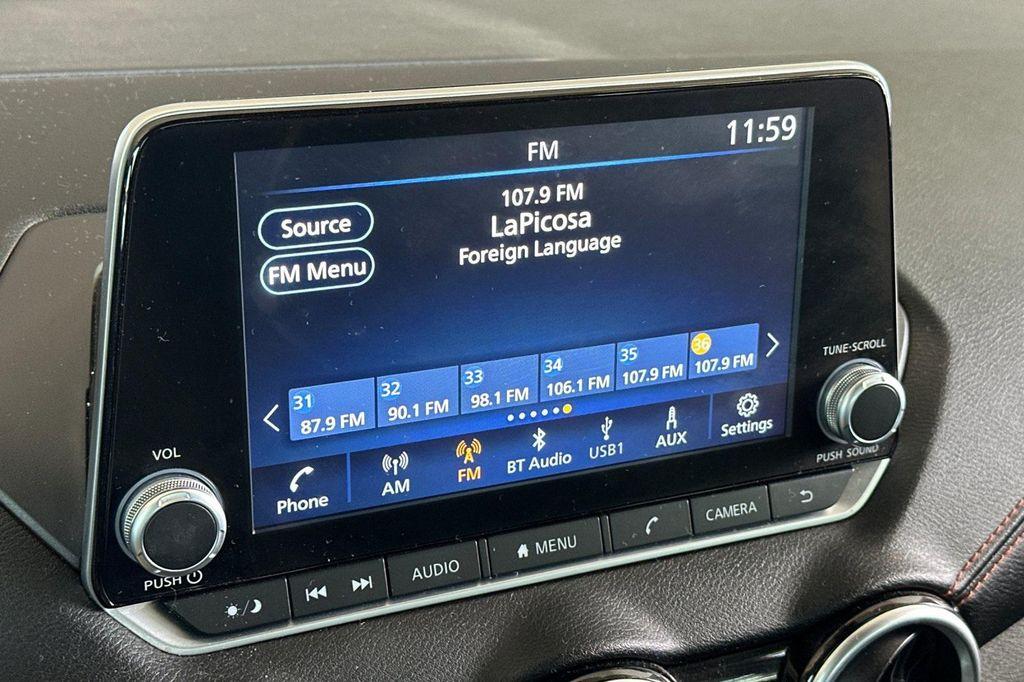 11:59
FM
107.9 FM
LaPicosa
Foreign Language
Source
FM Menu
31
87.9 FM
32
90.1 FM
33
98.1 FM
34
106.1 FM
35
107.9 FM
36
107.9 FM
Phone
AM
FM
BT Audio
USB1
AUX
Settings
VOL
PUSH
TUNE·SCROLL
PUSH SOUND
AUDIO
MENU
CAMERA